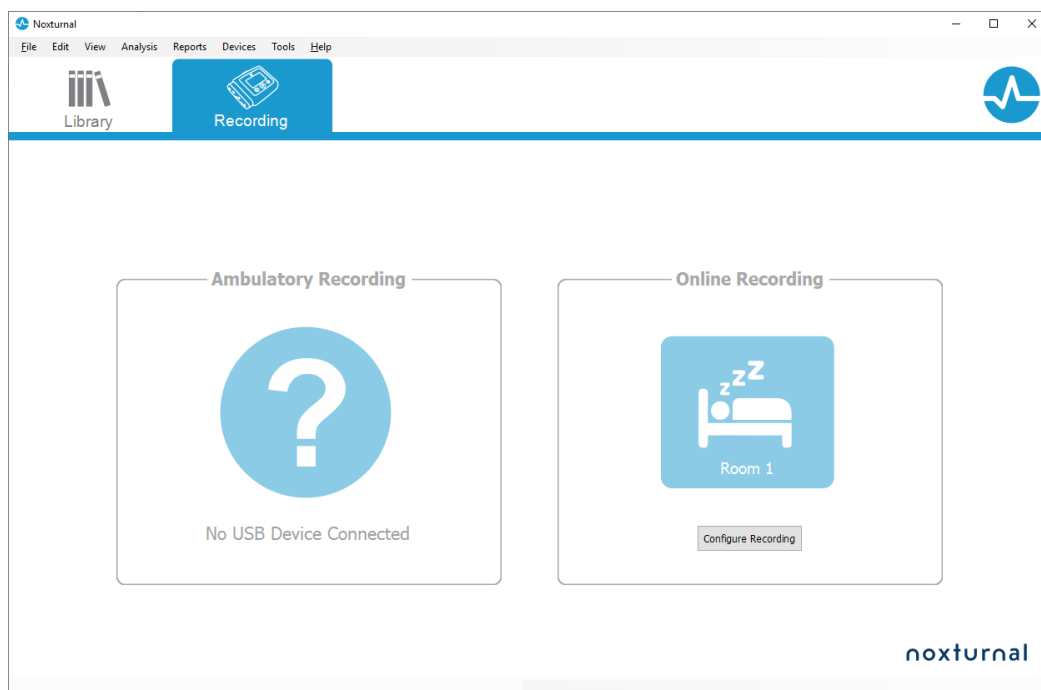 Noxturnal
File Edit View Analysis Reports Devices Tools Help
Library
Recording
Ambulatory Recording
?
No USB Device Connected
Online Recording
zzZ
Room 1
Configure Recording
noxturnal